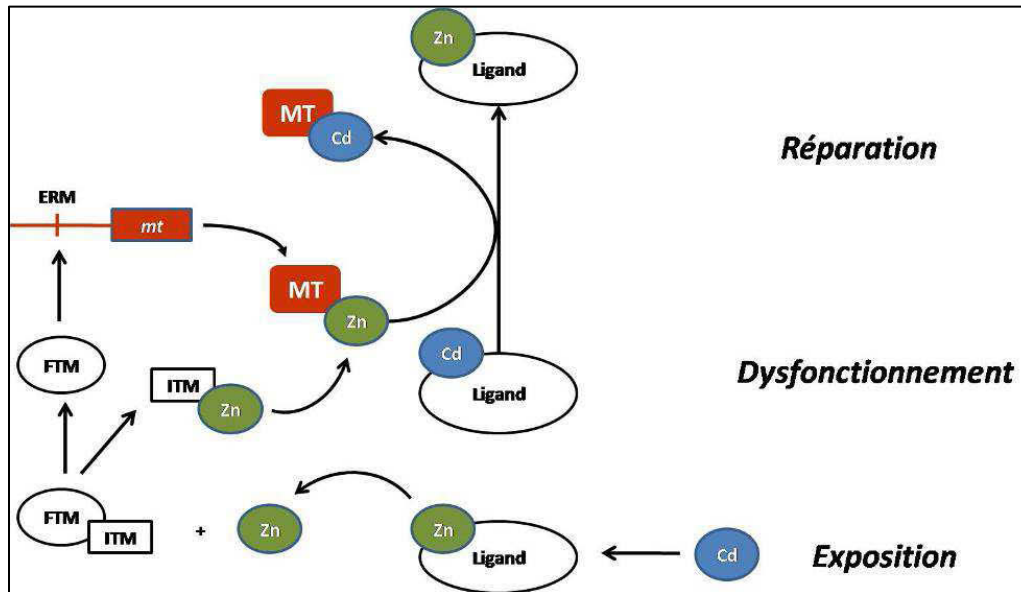 Zn
Ligand
MT
Cd
Réparation
ERM
mt
MT
Zn
FTM
ITM
Zn
Cd
Ligand
Dysfonctionnement
FTM
ITM
+
Zn
Zn
Ligand
Cd
Exposition